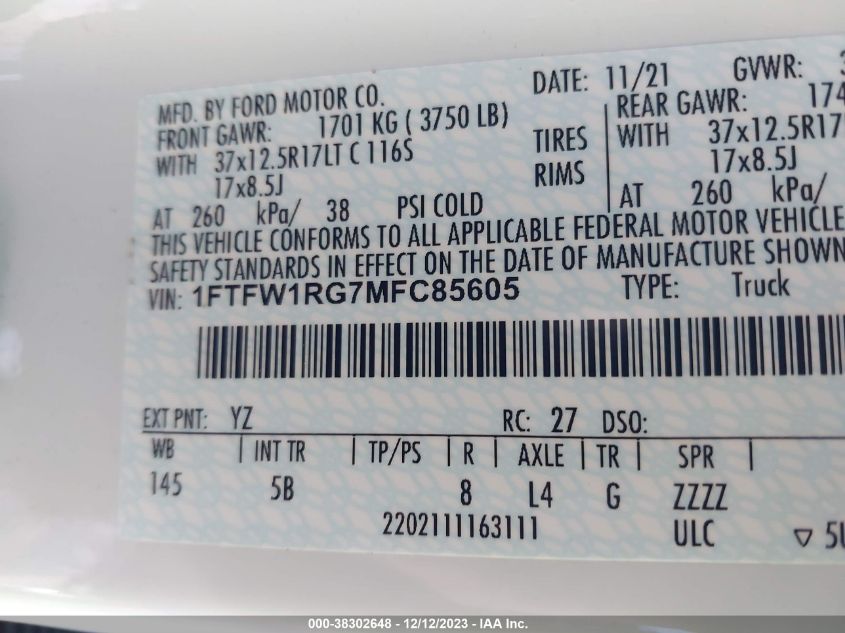 MFD. BY FORD MOTOR CO. DATE: 11/21 GVWR: 3
FRONT GAWR: 1701 KG ( 3750 LB) REAR GAWR: 174
WITH 37x12.5R17LT C 116S TIRES WITH 37x12.5R17
17x8.5J RIMS 17x8.5J
AT 260 kPa/ 38 PSI COLD AT 260 kPa/
THIS VEHICLE CONFORMS TO ALL APPLICABLE FEDERAL MOTOR VEHICLE
SAFETY STANDARDS IN EFFECT ON THE DATE OF MANUFACTURE SHOWN
VIN: 1FTFW1RG7MFC85605 TYPE: Truck
EXT PNT: YZ RC: 27 DSO:
WB | INT TR | TP/PS | R | AXLE | TR | SPR |
145 5B 8 L4 G ZZZZ
2202111163111 ULC ▽ 5U
000-38302648 - 12/12/2023 - IAA Inc.